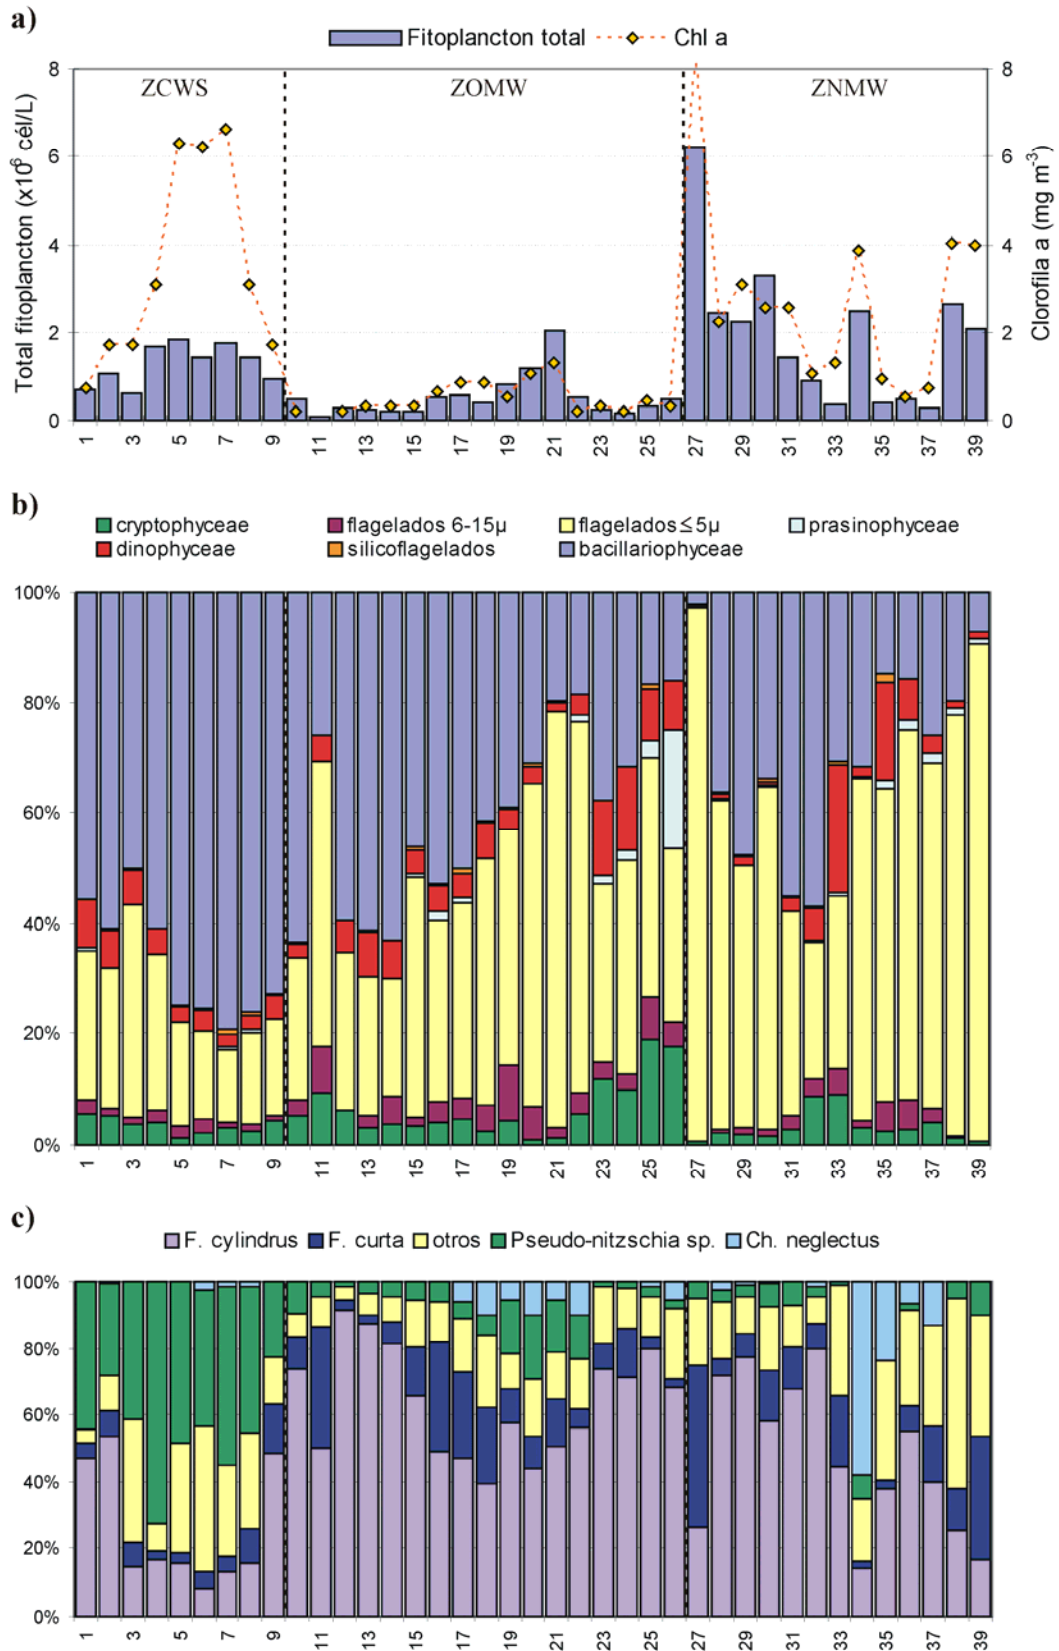 a)
Fitoplancton total
Chl a
ZCWS
ZOMW
ZNMW
Total fitoplancton (x10⁶ cél/L)
8
6
4
2
0
Clorofila a (mg m⁻³)
8
6
4
2
0
1 3 5 7 9 11 13 15 17 19 21 23 25 27 29 31 33 35 37 39
b)
cryptophyceae flagelados 6-15µ flagelados ≤5µ prasinophyceae
dinophyceae silicoflagelados bacillariophyceae
100%
80%
60%
40%
20%
0%
1 3 5 7 9 11 13 15 17 19 21 23 25 27 29 31 33 35 37 39
c)
F. cylindrus F. curta otros Pseudo-nitzschia sp. Ch. neglectus
100%
80%
60%
40%
20%
0%
1 3 5 7 9 11 13 15 17 19 21 23 25 27 29 31 33 35 37 39